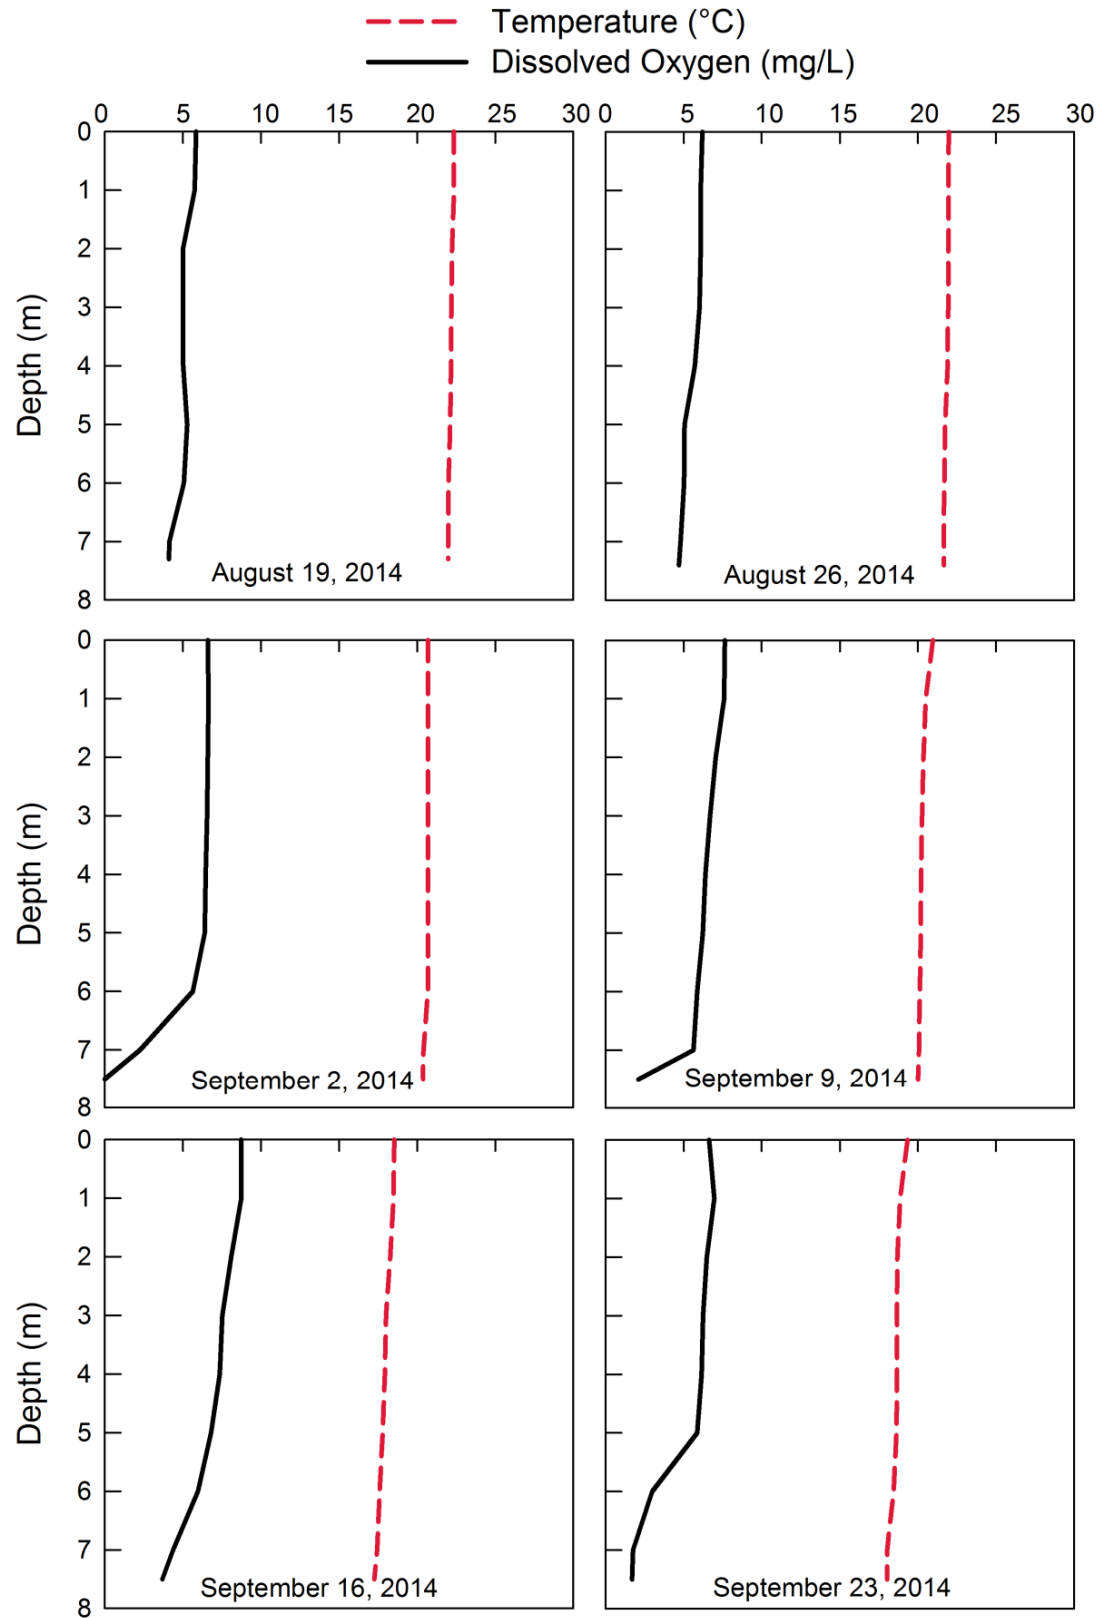 Temperature (°C)
Dissolved Oxygen (mg/L)
0 5 10 15 20 25 30 0 5 10 15 20 25 30
0
1
2
3
4
5
6
7
8
Depth (m)
August 19, 2014
August 26, 2014
0
1
2
3
4
5
6
7
8
Depth (m)
September 2, 2014
September 9, 2014
0
1
2
3
4
5
6
7
8
Depth (m)
September 16, 2014
September 23, 2014